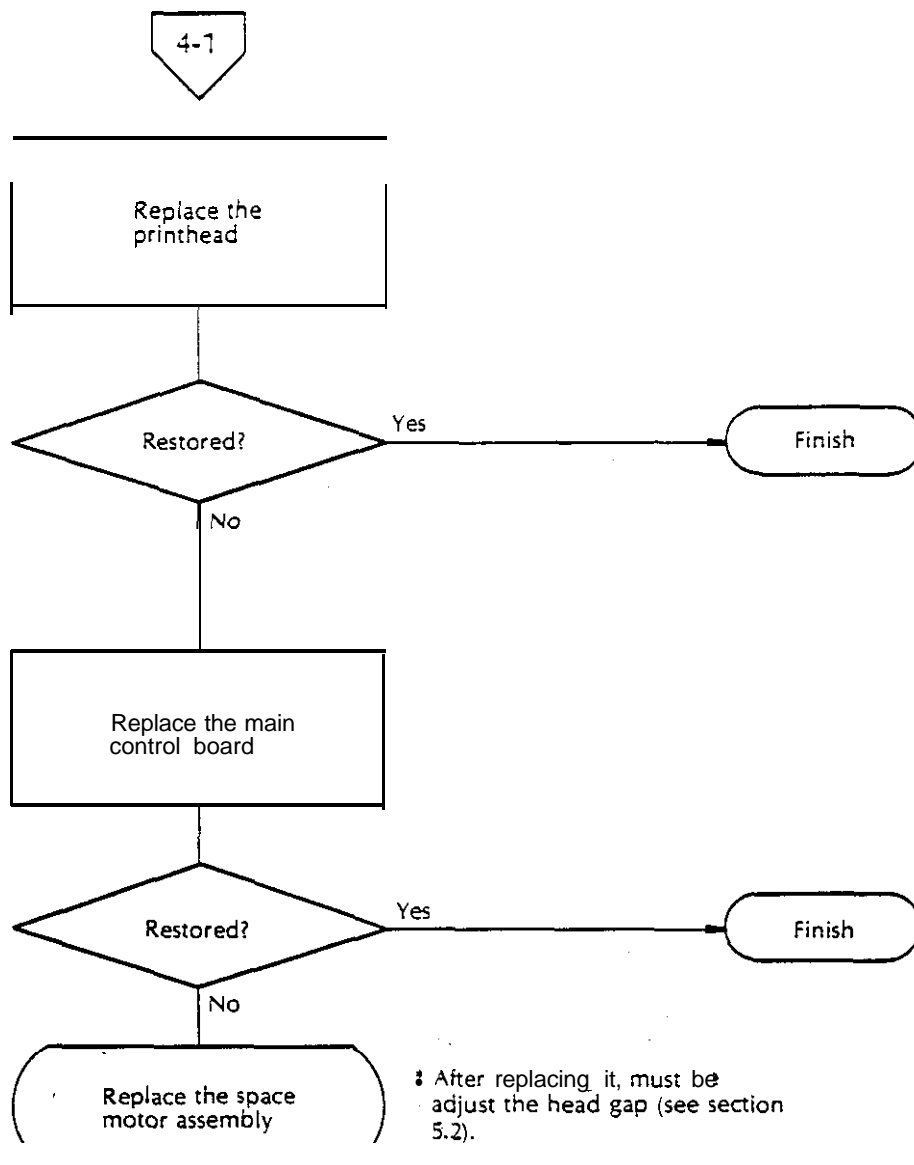 4-1
Replace the
printhead
Restored?
Yes
Finish
No
Replace the main
control board
Restored?
Yes
Finish
No
Replace the space
motor assembly
: After replacing it, must be
adjust the head gap (see section
5.2).